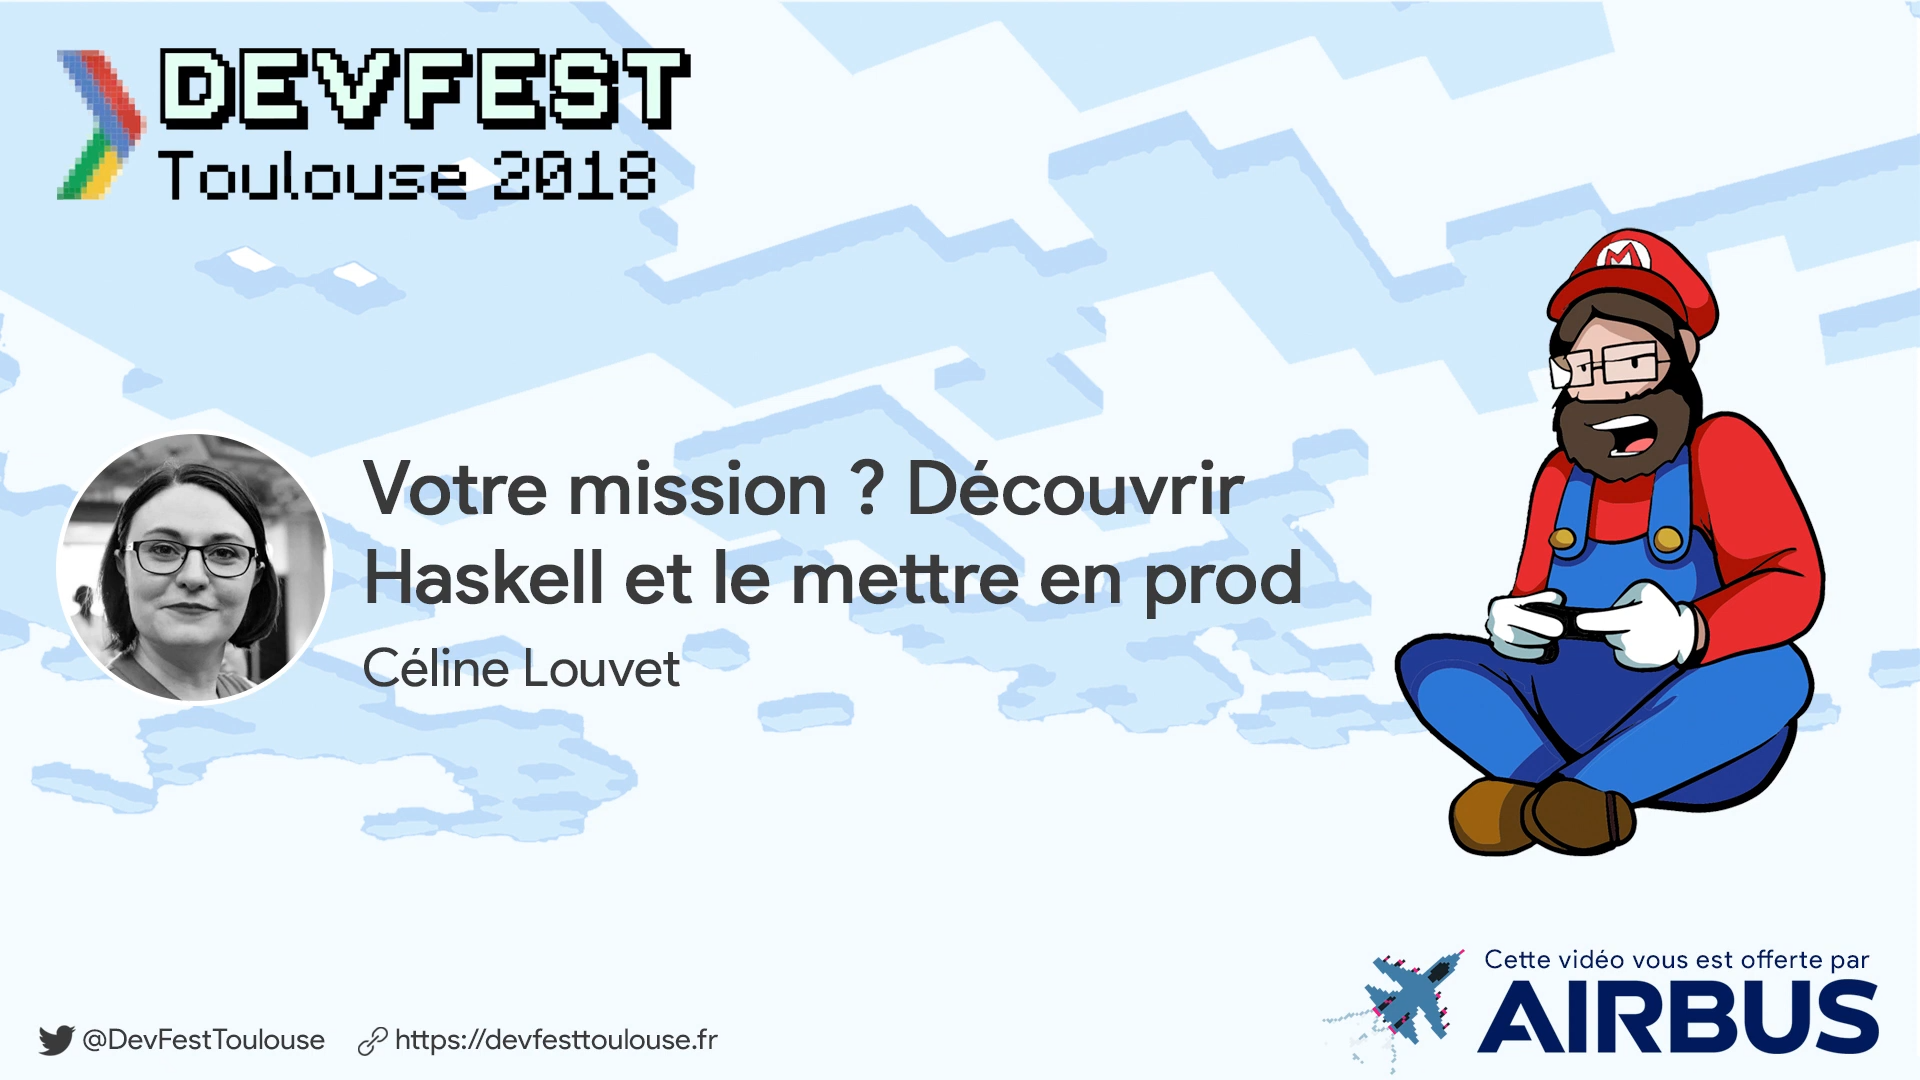 DEVFEST
Toulouse 2018
M
Votre mission ? Découvrir
Haskell et le mettre en prod
Céline Louvet
Cette vidéo vous est offerte par
AIRBUS
@DevFestToulouse
https://devfesttoulouse.fr